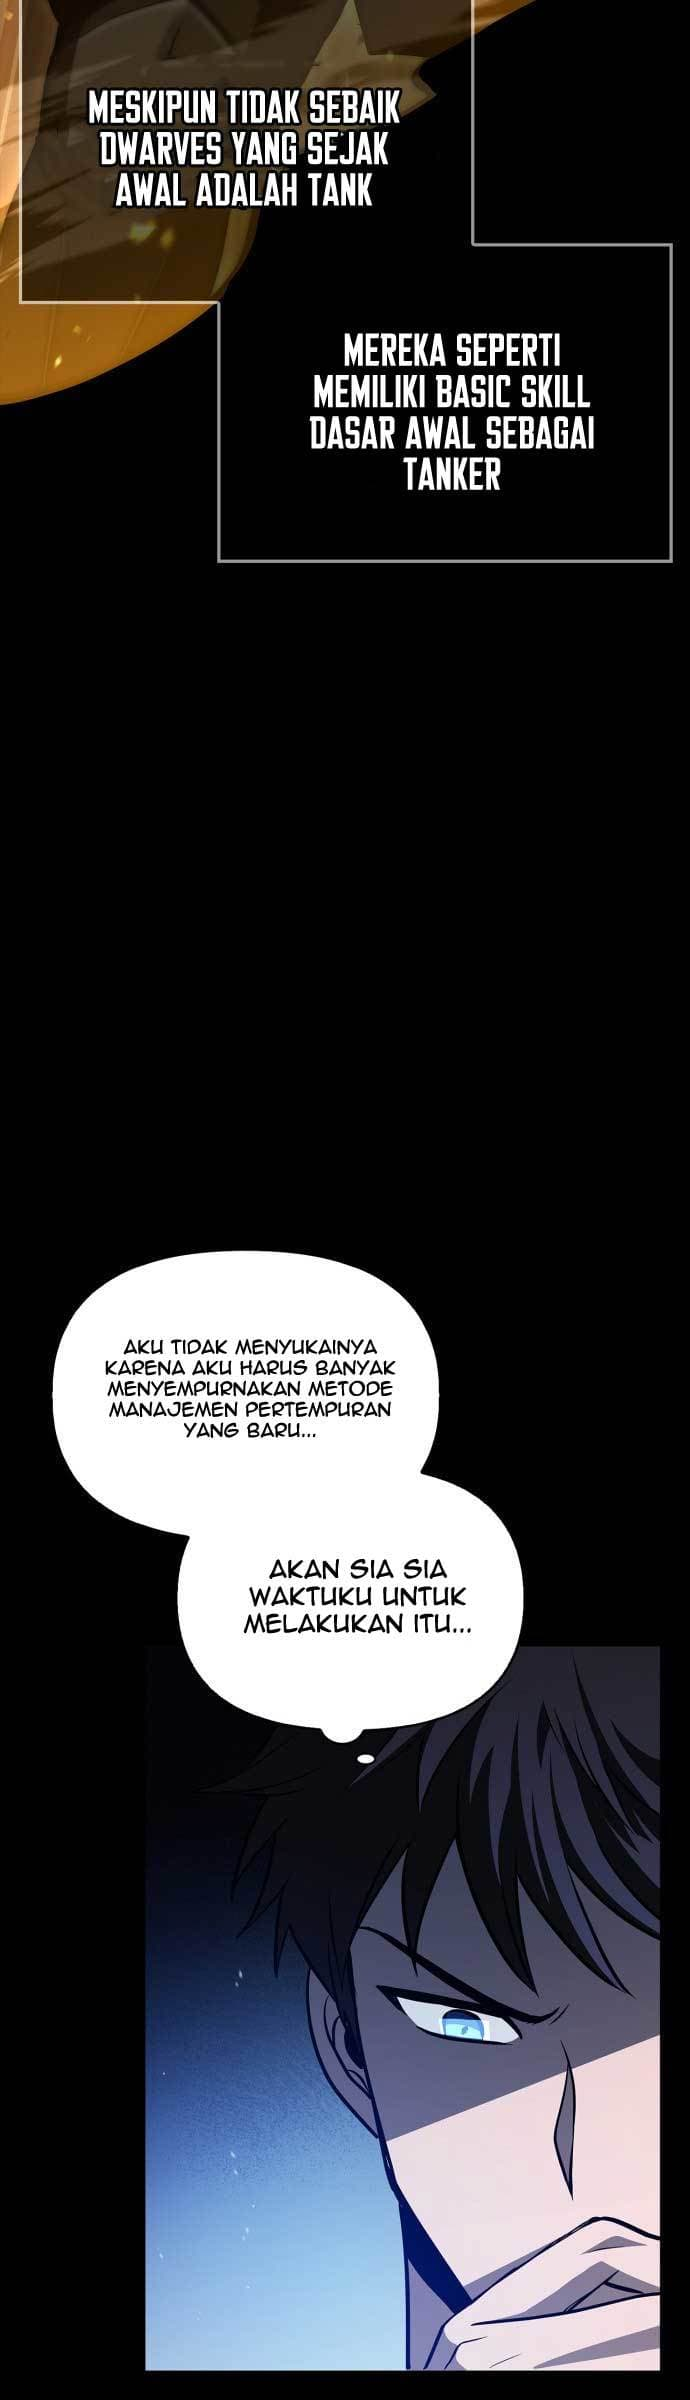 MESKIPUN TIDAK SEBAIK
DWARVES YANG SEJAK
AWAL ADALAH TANK
MEREKA SEPERTI
MEMILIKI BASIC SKILL
DASAR AWAL SEBAGAI
TANKER
AKU TIDAK MENYUKAINYA
KARENA AKU HARUS BANYAK
MENYEMPURNAKAN METODE
MANAJEMEN PERTEMPURAN
YANG BARU...
AKAN SIA SIA
WAKTUKU UNTUK
MELAKUKAN ITU...